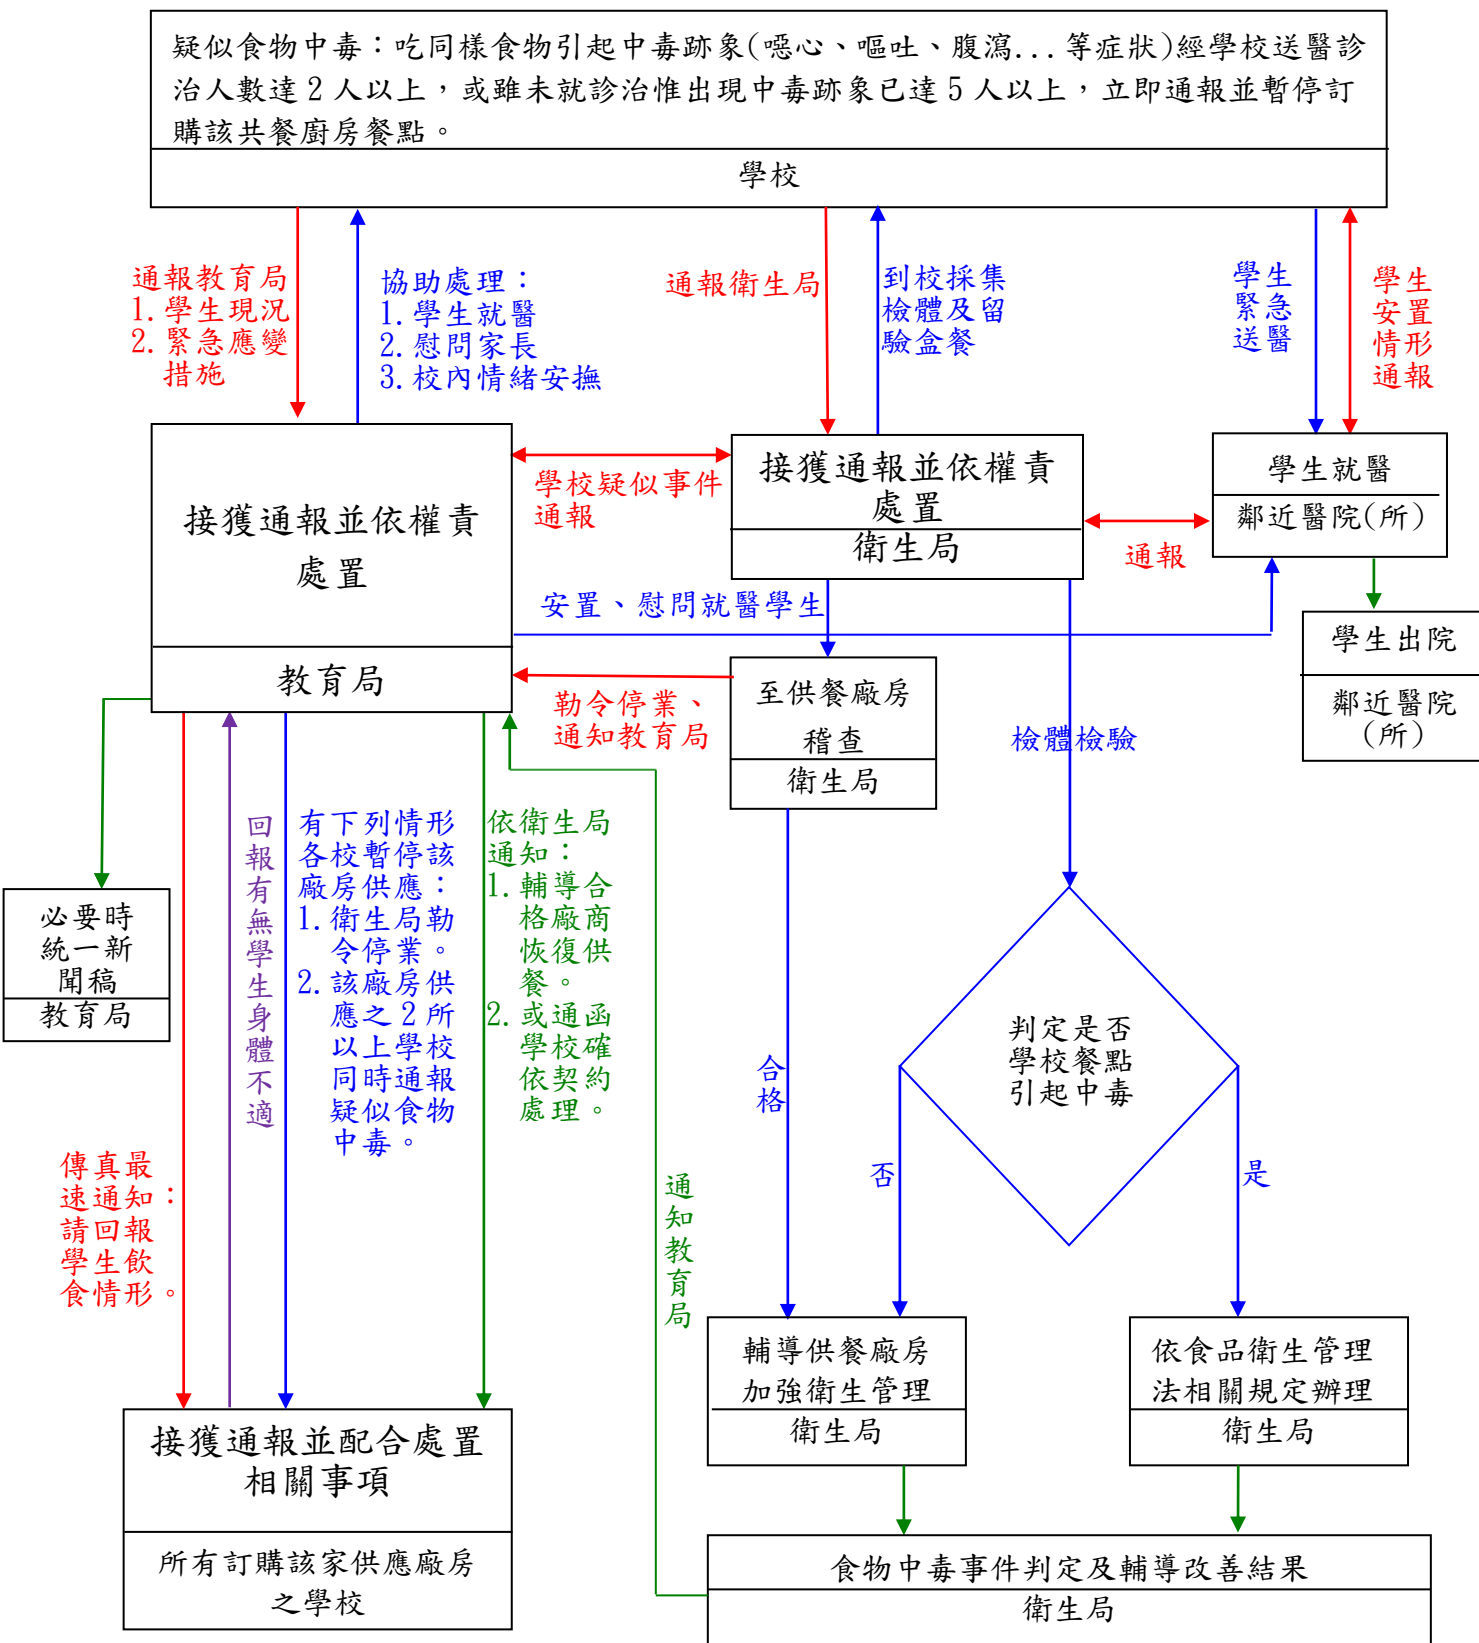 疑似食物中毒：吃同樣食物引起中毒跡象(噁心、嘔吐、腹瀉...等症狀)經學校送醫診
治人數達2人以上，或雖未就診治惟出現中毒跡象已達5人以上，立即通報並暫停訂
購該共餐廚房餐點。
學校
通報教育局
1.學生現況
2.緊急應變
措施
協助處理：
1.學生就醫
2.慰問家長
3.校內情緒安撫
通報衛生局
到校採集
檢體及留
驗盒餐
學生
緊急
送醫
學生
安置
情形
通報
接獲通報並依權責
處置
教育局
學校疑似事件
通報
接獲通報並依權責
處置
衛生局
通報
學生就醫
鄰近醫院(所)
安置、慰問就醫學生
學生出院
鄰近醫院
(所)
勒令停業、
通知教育局
至供餐廠房
稽查
衛生局
檢體檢驗
必要時
統一新
聞稿
教育局
回報有無學生身體不適
有下列情形
各校暫停該
廠房供應：
1.衛生局勒
令停業。
2.該廠房供
應之2所
以上學校
同時通報
疑似食物
中毒。
依衛生局
通知：
1.輔導合
格廠商
恢復供
餐。
2.或通函
學校確
依契約
處理。
傳真最
速通知：
請回報
學生飲
食情形。
合格
判定是否
學校餐點
引起中毒
否
是
通知教育局
輔導供餐廠房
加強衛生管理
衛生局
依食品衛生管理
法相關規定辦理
衛生局
接獲通報並配合處置
相關事項
所有訂購該家供應廠房
之學校
食物中毒事件判定及輔導改善結果
衛生局